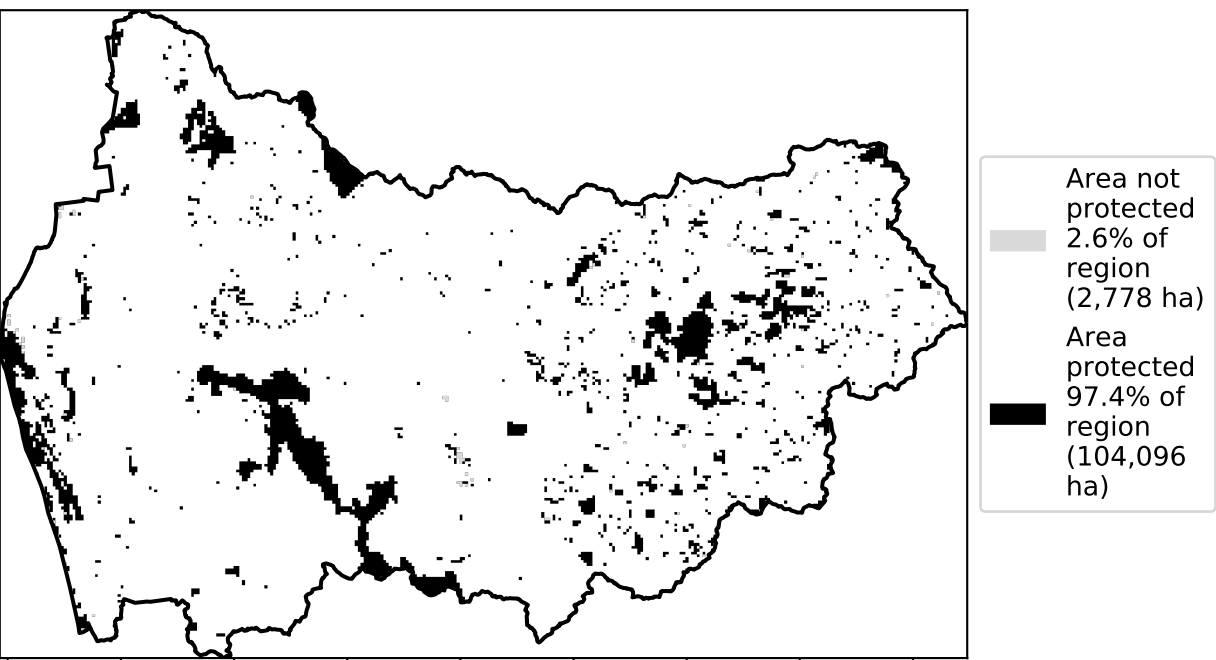 Area not
protected
2.6% of
region
(2,778 ha)
Area
protected
97.4% of
region
(104,096
ha)